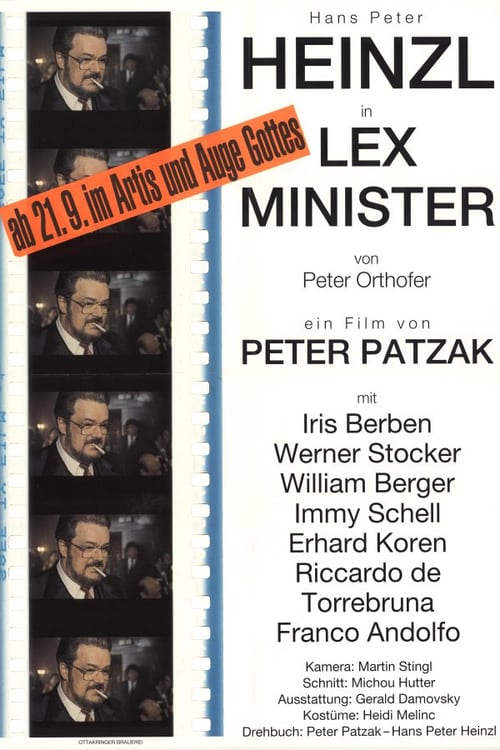 Hans Peter
HEINZL
in
LEX
MINISTER
von
Peter Orthofer
ein Film von
PETER PATZAK
mit
Iris Berben
Werner Stocker
William Berger
Immy Schell
Erhard Koren
Riccardo de
Torrebruna
Franco Andolfo
Kamera: Martin Stingl
Schnitt: Michou Hutter
Ausstattung: Gerald Damovsky
Kostüme: Heidi Melinc
Drehbuch: Peter Patzak – Hans Peter Heinzl
ab 21. 9. im Artis und Auge Gottes
OTTAKRINGER BRAUEREI